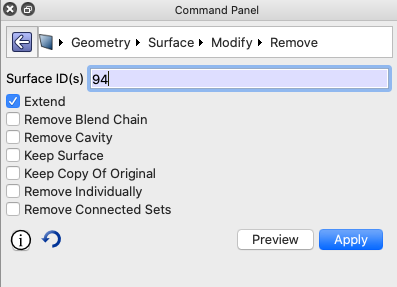 Command Panel
Geometry Surface Modify Remove
Surface ID(s) 94
Extend
Remove Blend Chain
Remove Cavity
Keep Surface
Keep Copy Of Original
Remove Individually
Remove Connected Sets
Preview Apply